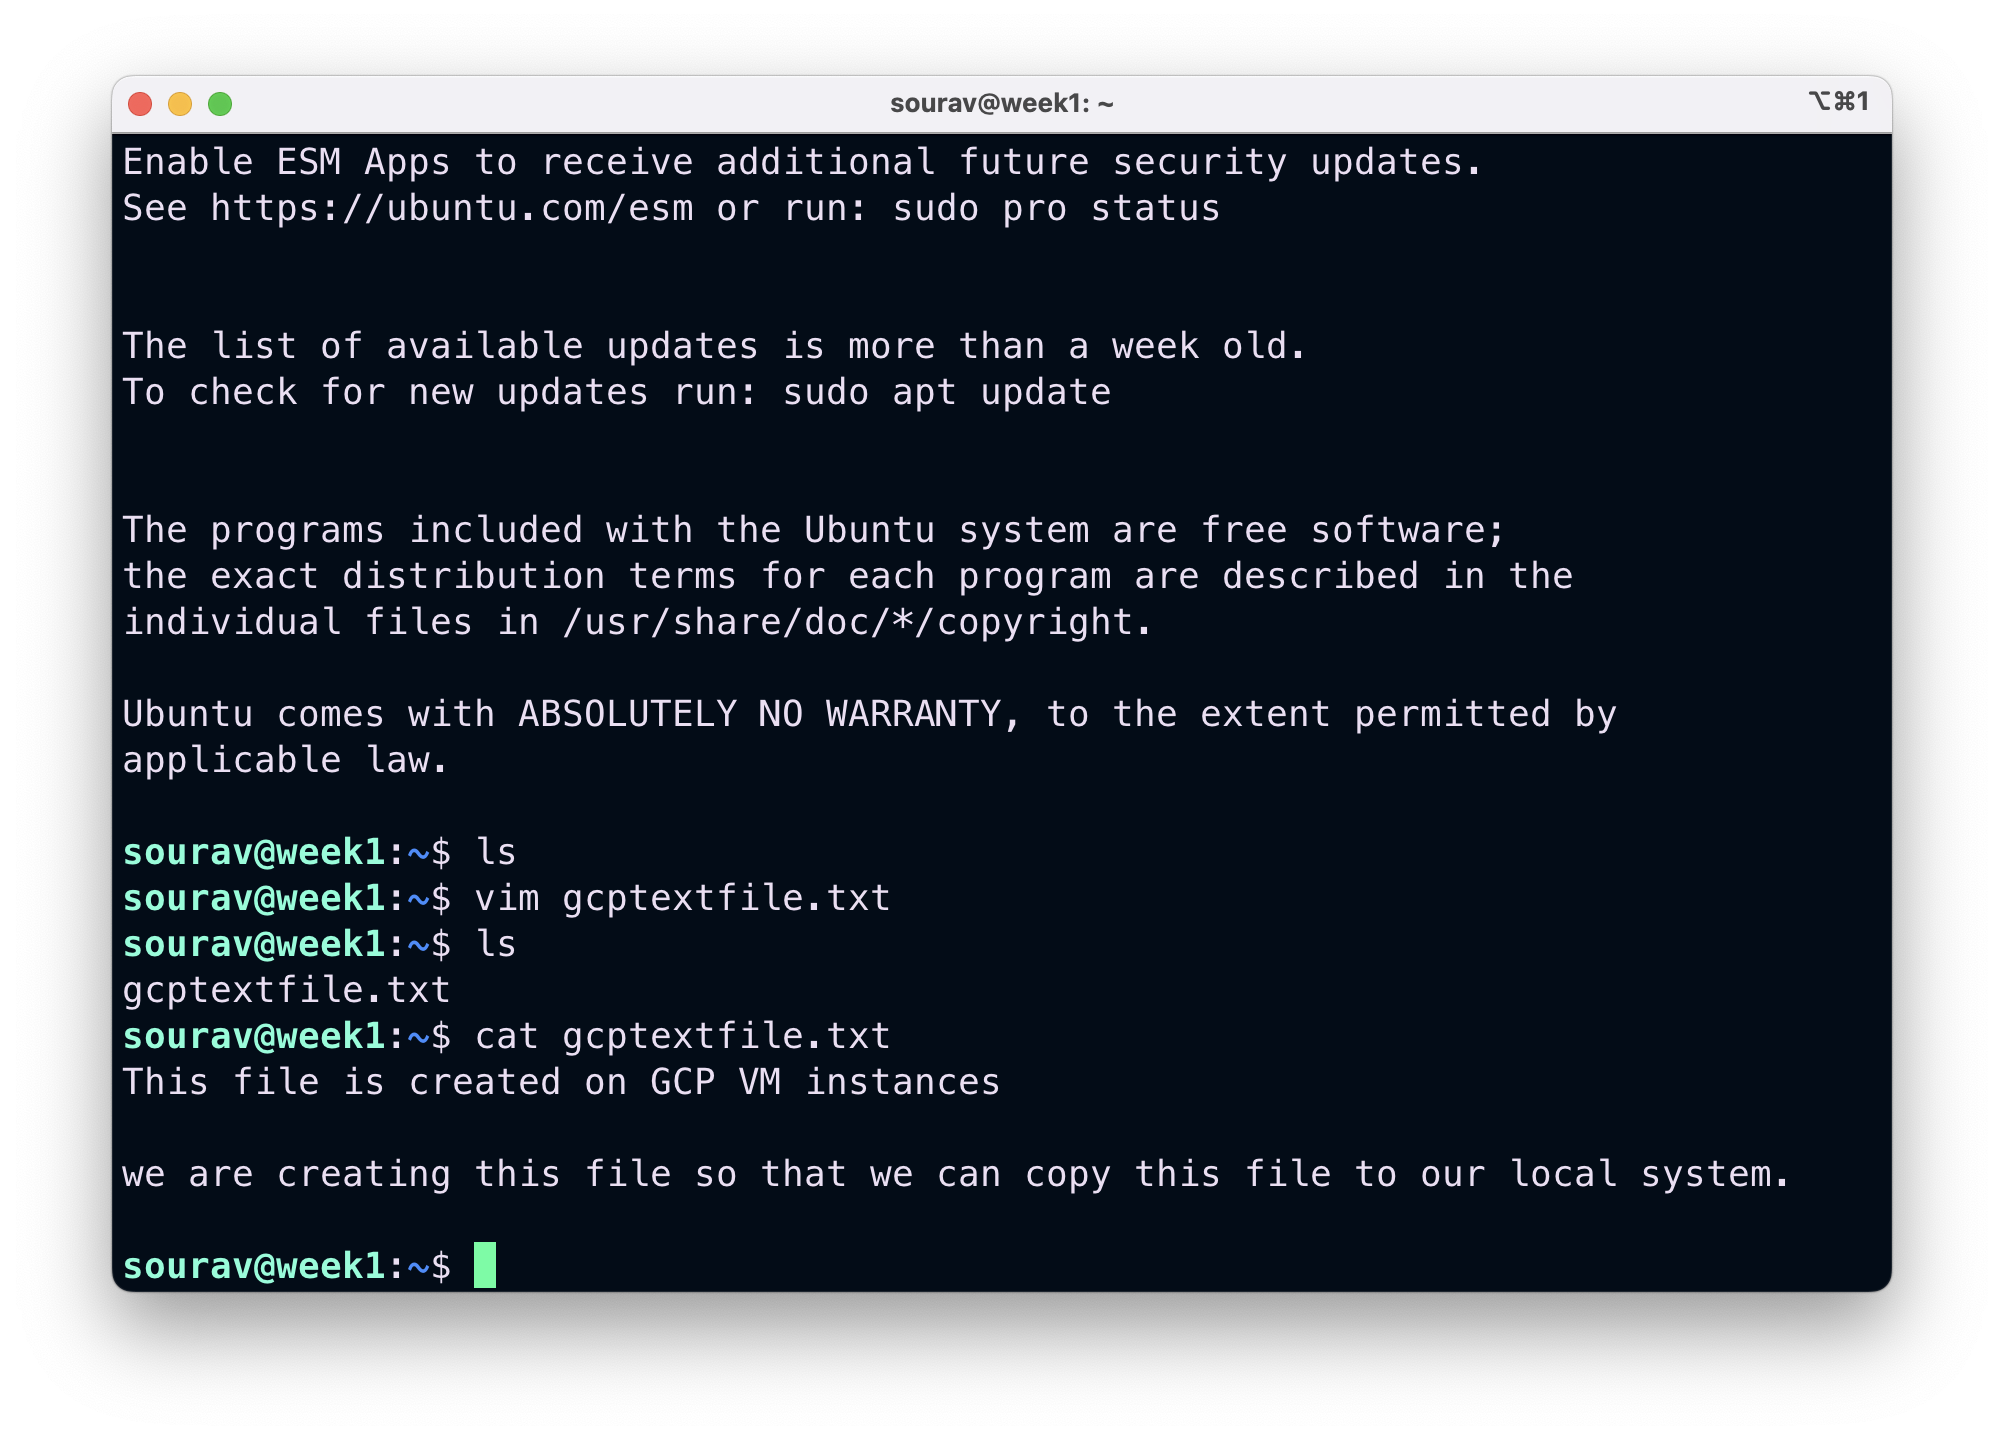 sourav@week1: ~
⌥⌘1
Enable ESM Apps to receive additional future security updates.
See https://ubuntu.com/esm or run: sudo pro status
The list of available updates is more than a week old.
To check for new updates run: sudo apt update
The programs included with the Ubuntu system are free software;
the exact distribution terms for each program are described in the
individual files in /usr/share/doc/*/copyright.
Ubuntu comes with ABSOLUTELY NO WARRANTY, to the extent permitted by
applicable law.
sourav@week1:~$ ls
sourav@week1:~$ vim gcptextfile.txt
sourav@week1:~$ ls
gcptextfile.txt
sourav@week1:~$ cat gcptextfile.txt
This file is created on GCP VM instances
we are creating this file so that we can copy this file to our local system.
sourav@week1:~$